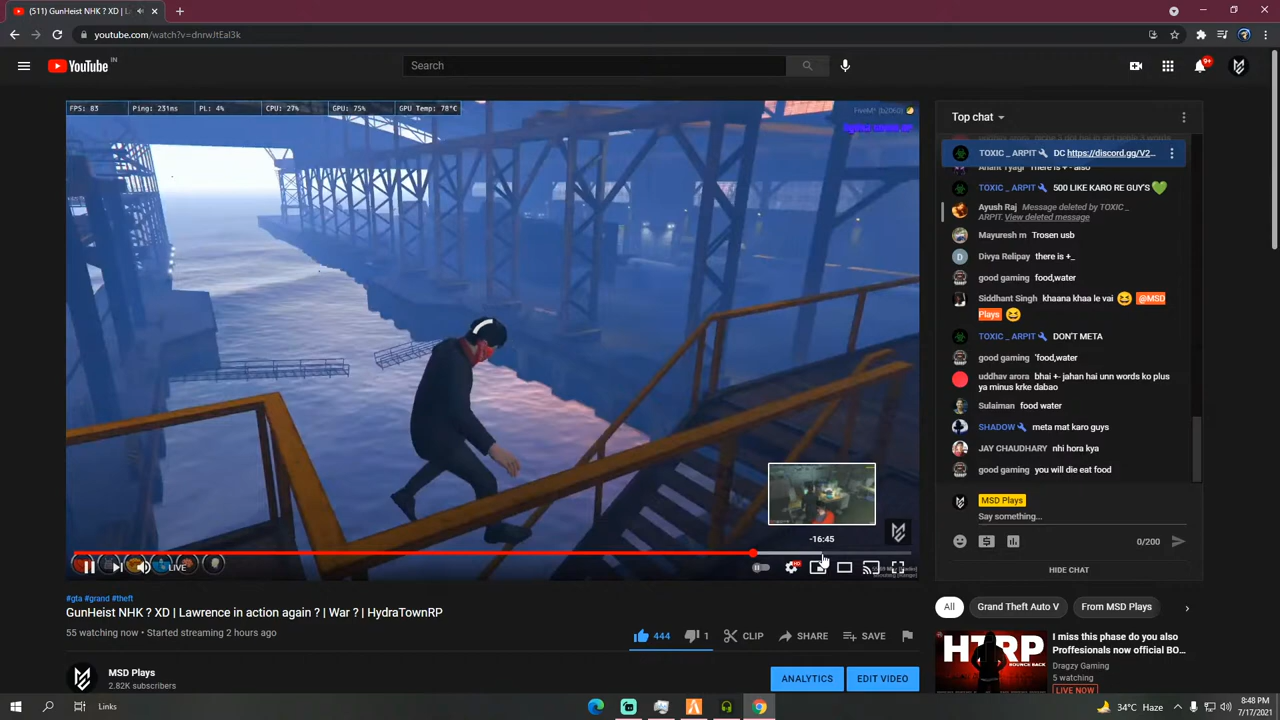 (511) GunHeist NHK ? XD | L
youtube.com/watch?v=dnrwJtEal3k
YouTube IN
Search
9+
FPS: 83 Ping: 231ms PL: 4% CPU: 27% GPU: 75% GPU Temp: 78°C
-16:45
LIVE
HD
#gta #grand #theft
GunHeist NHK ? XD | Lawrence in action again ? | War ? | HydraTownRP
55 watching now • Started streaming 2 hours ago
444
1
CLIP
SHARE
SAVE
MSD Plays
2.82K subscribers
ANALYTICS
EDIT VIDEO
Top chat
TOXIC _ ARPIT DC https://discord.gg/V2...
Anant Tyagi There is + - also
TOXIC _ ARPIT 500 LIKE KARO RE GUY'S
Ayush Raj Message deleted by TOXIC _
ARPIT. View deleted message
Mayuresh m Trosen usb
D Divya Relipay there is +_
good gaming food,water
Siddhant Singh khaana khaa le vai @MSD
Plays
TOXIC _ ARPIT DON'T META
good gaming 'food,water
uddhav arora bhai +- jahan hai unn words ko plus
ya minus krke dabao
Sulaiman food water
SHADOW meta mat karo guys
JAY CHAUDHARY nhi hora kya
good gaming you will die eat food
MSD Plays
Say something...
0/200
HIDE CHAT
All
Grand Theft Auto V
From MSD Plays
HTRP
BOUNCE BACK
I miss this phase do you also
Proffesionals now official BO...
Dragzy Gaming
5 watching
LIVE NOW
Links
34°C Haze
ENG
8:48 PM
7/17/2021